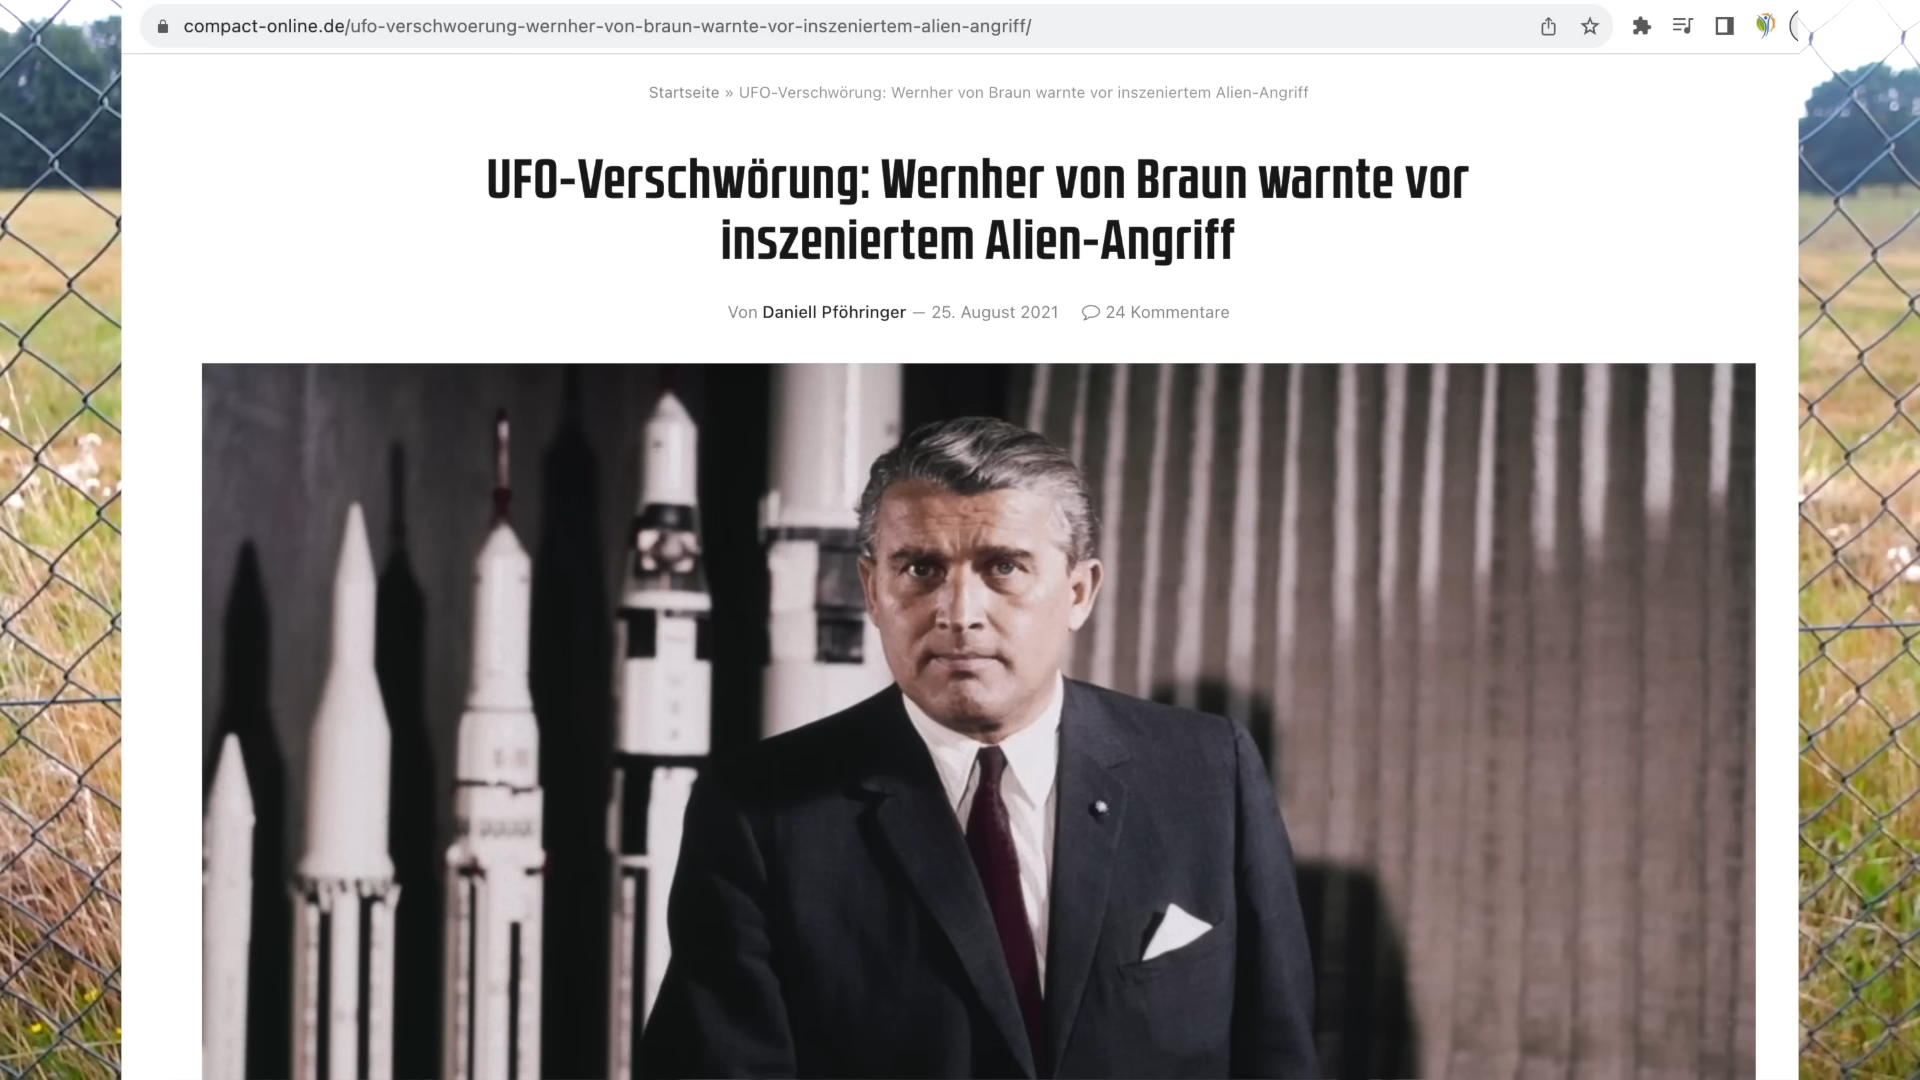 compact-online.de/ufo-verschwoerung-wernher-von-braun-warnte-vor-inszeniertem-alien-angriff/
Startseite » UFO-Verschwörung: Wernher von Braun warnte vor inszeniertem Alien-Angriff
UFO-Verschwörung: Wernher von Braun warnte vor
inszeniertem Alien-Angriff
Von Daniell Pföhringer — 25. August 2021 24 Kommentare